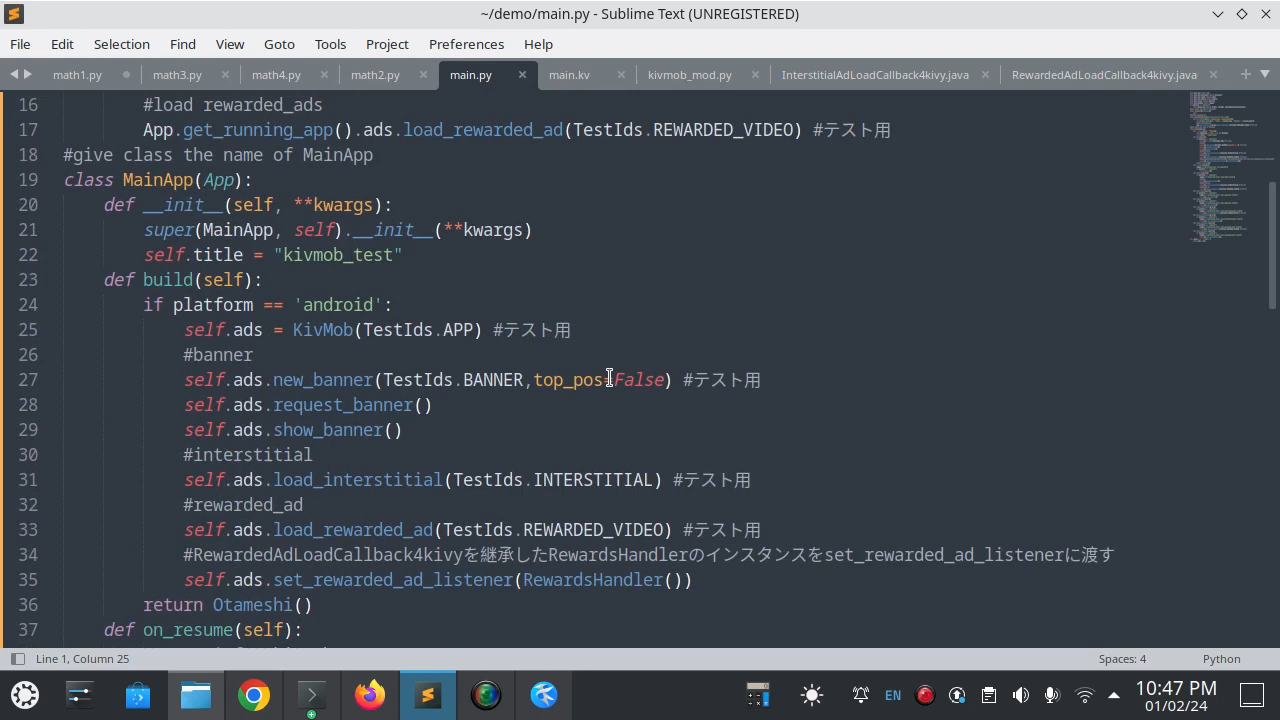 ~/demo/main.py - Sublime Text (UNREGISTERED)
File Edit Selection Find View Goto Tools Project Preferences Help
math1.py math3.py math4.py math2.py main.py main.kv kivmob_mod.py InterstitialAdLoadCallback4kivy.java RewardedAdLoadCallback4kivy.java
16 #load rewarded_ads
17 App.get_running_app().ads.load_rewarded_ad(TestIds.REWARDED_VIDEO) #テスト用
18 #give class the name of MainApp
19 class MainApp(App):
20 def __init__(self, **kwargs):
21 super(MainApp, self).__init__(**kwargs)
22 self.title = "kivmob_test"
23 def build(self):
24 if platform == 'android':
25 self.ads = KivMob(TestIds.APP) #テスト用
26 #banner
27 self.ads.new_banner(TestIds.BANNER,top_pos=False) #テスト用
28 self.ads.request_banner()
29 self.ads.show_banner()
30 #interstitial
31 self.ads.load_interstitial(TestIds.INTERSTITIAL) #テスト用
32 #rewarded_ad
33 self.ads.load_rewarded_ad(TestIds.REWARDED_VIDEO) #テスト用
34 #RewardedAdLoadCallback4kivyを継承したRewardsHandlerのインスタンスをset_rewarded_ad_listenerに渡す
35 self.ads.set_rewarded_ad_listener(RewardsHandler())
36 return Otameshi()
37 def on_resume(self):
Line 1, Column 25 Spaces: 4 Python
EN 10:47 PM
01/02/24